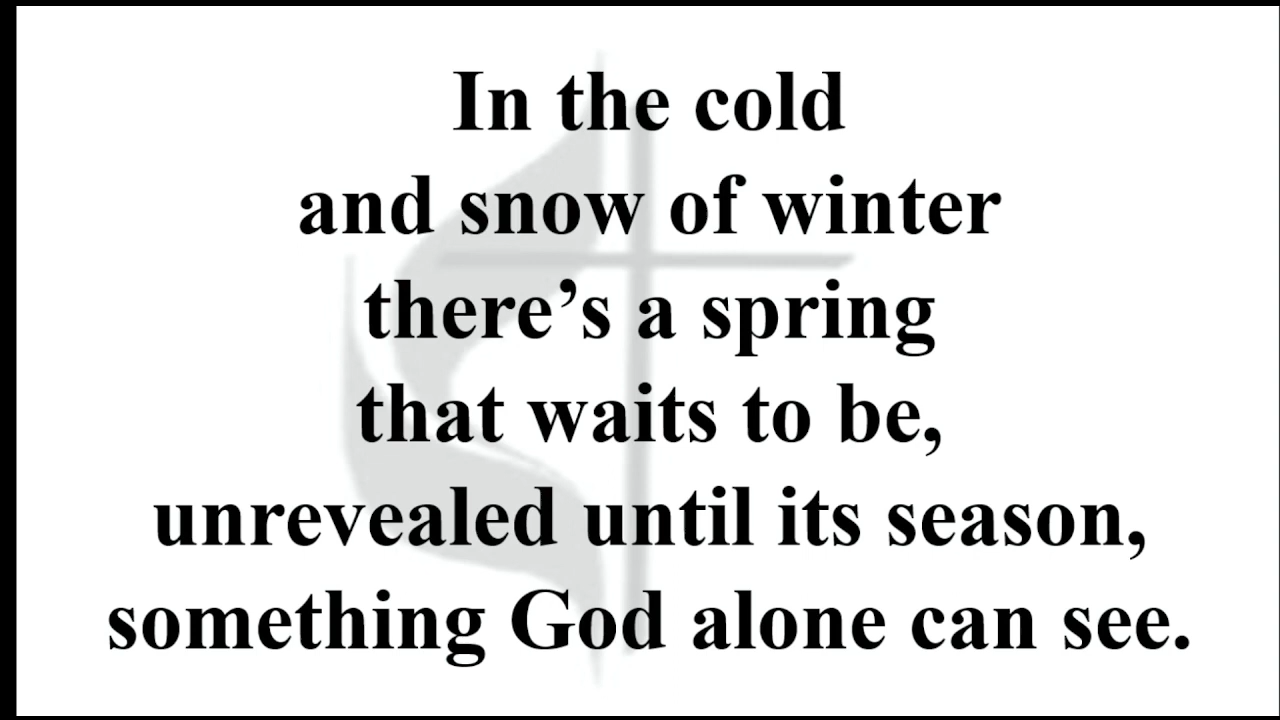 In the cold
and snow of winter
there’s a spring
that waits to be,
unrevealed until its season,
something God alone can see.